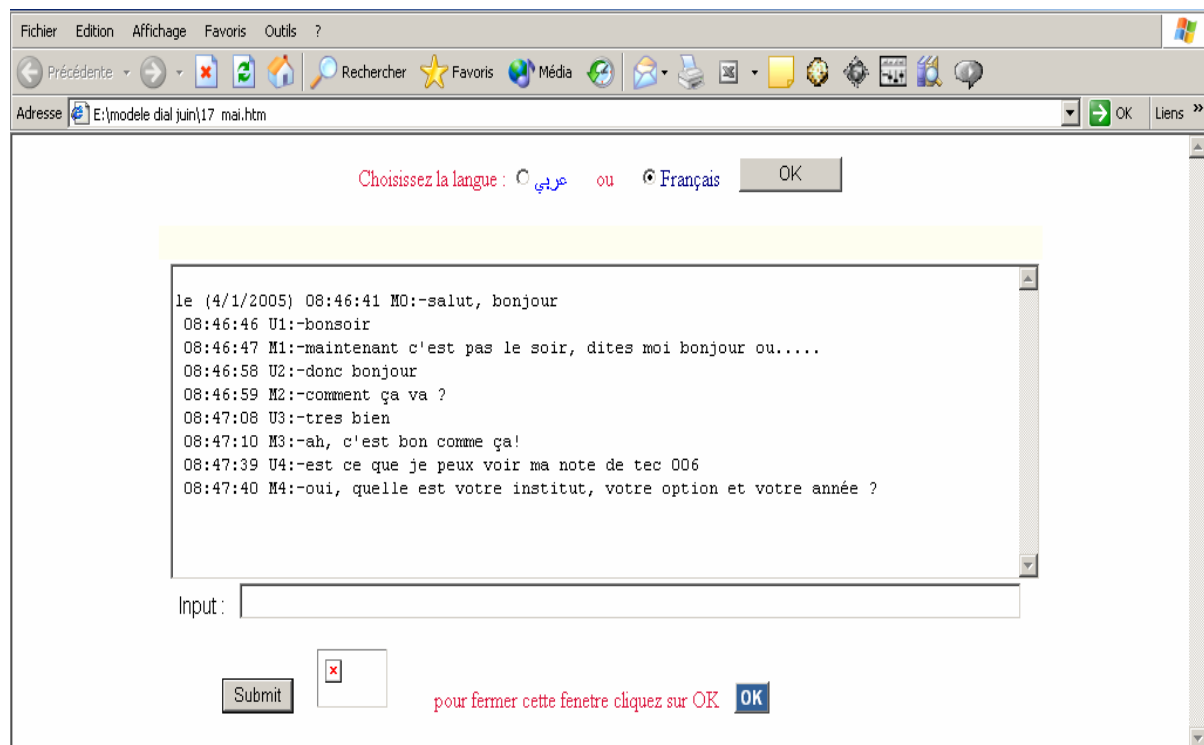 Fichier Edition Affichage Favoris Outils ?
Précédente Rechercher Favoris Média
Adresse E:\modele dial juin\17 mai.htm OK Liens »
Choisissez la langue : عربي ou Français OK
le (4/1/2005) 08:46:41 M0:-salut, bonjour
08:46:46 U1:-bonsoir
08:46:47 M1:-maintenant c'est pas le soir, dites moi bonjour ou.....
08:46:58 U2:-donc bonjour
08:46:59 M2:-comment ça va ?
08:47:08 U3:-tres bien
08:47:10 M3:-ah, c'est bon comme ça!
08:47:39 U4:-est ce que je peux voir ma note de tec 006
08:47:40 M4:-oui, quelle est votre institut, votre option et votre année ?
Input :
Submit pour fermer cette fenetre cliquez sur OK OK